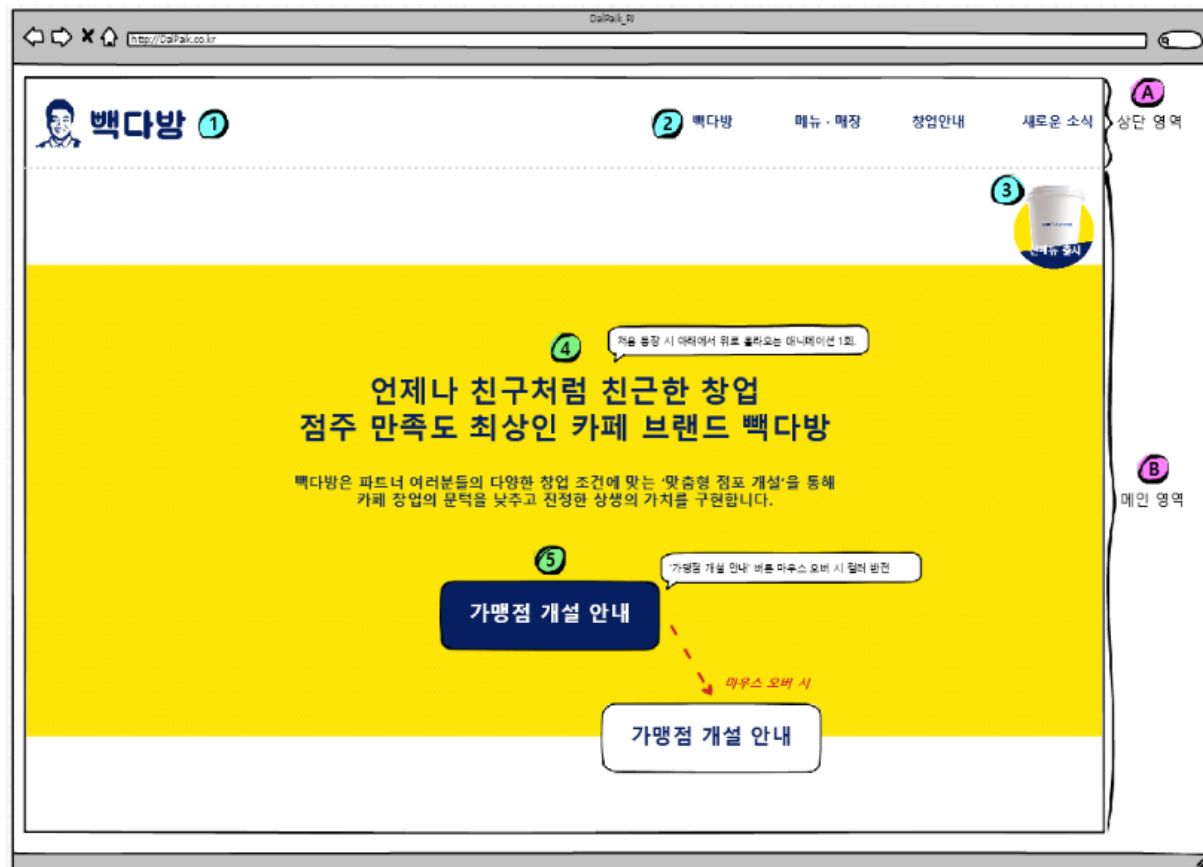 DalPaik_PJ
http://DalPaik.co.kr
빽다방 1
2 빽다방 메뉴 · 매장 창업안내 새로운 소식
A
상단 영역
3
신메뉴 출시
4
처음 등장 시 아래에서 위로 올라오는 애니메이션 1회.
언제나 친구처럼 친근한 창업
점주 만족도 최상인 카페 브랜드 빽다방
빽다방은 파트너 여러분들의 다양한 창업 조건에 맞는 '맞춤형 점포 개설'을 통해
카페 창업의 문턱을 낮추고 진정한 상생의 가치를 구현합니다.
B
메인 영역
5
'가맹점 개설 안내' 버튼 마우스 오버 시 컬러 반전
가맹점 개설 안내
마우스 오버 시
가맹점 개설 안내